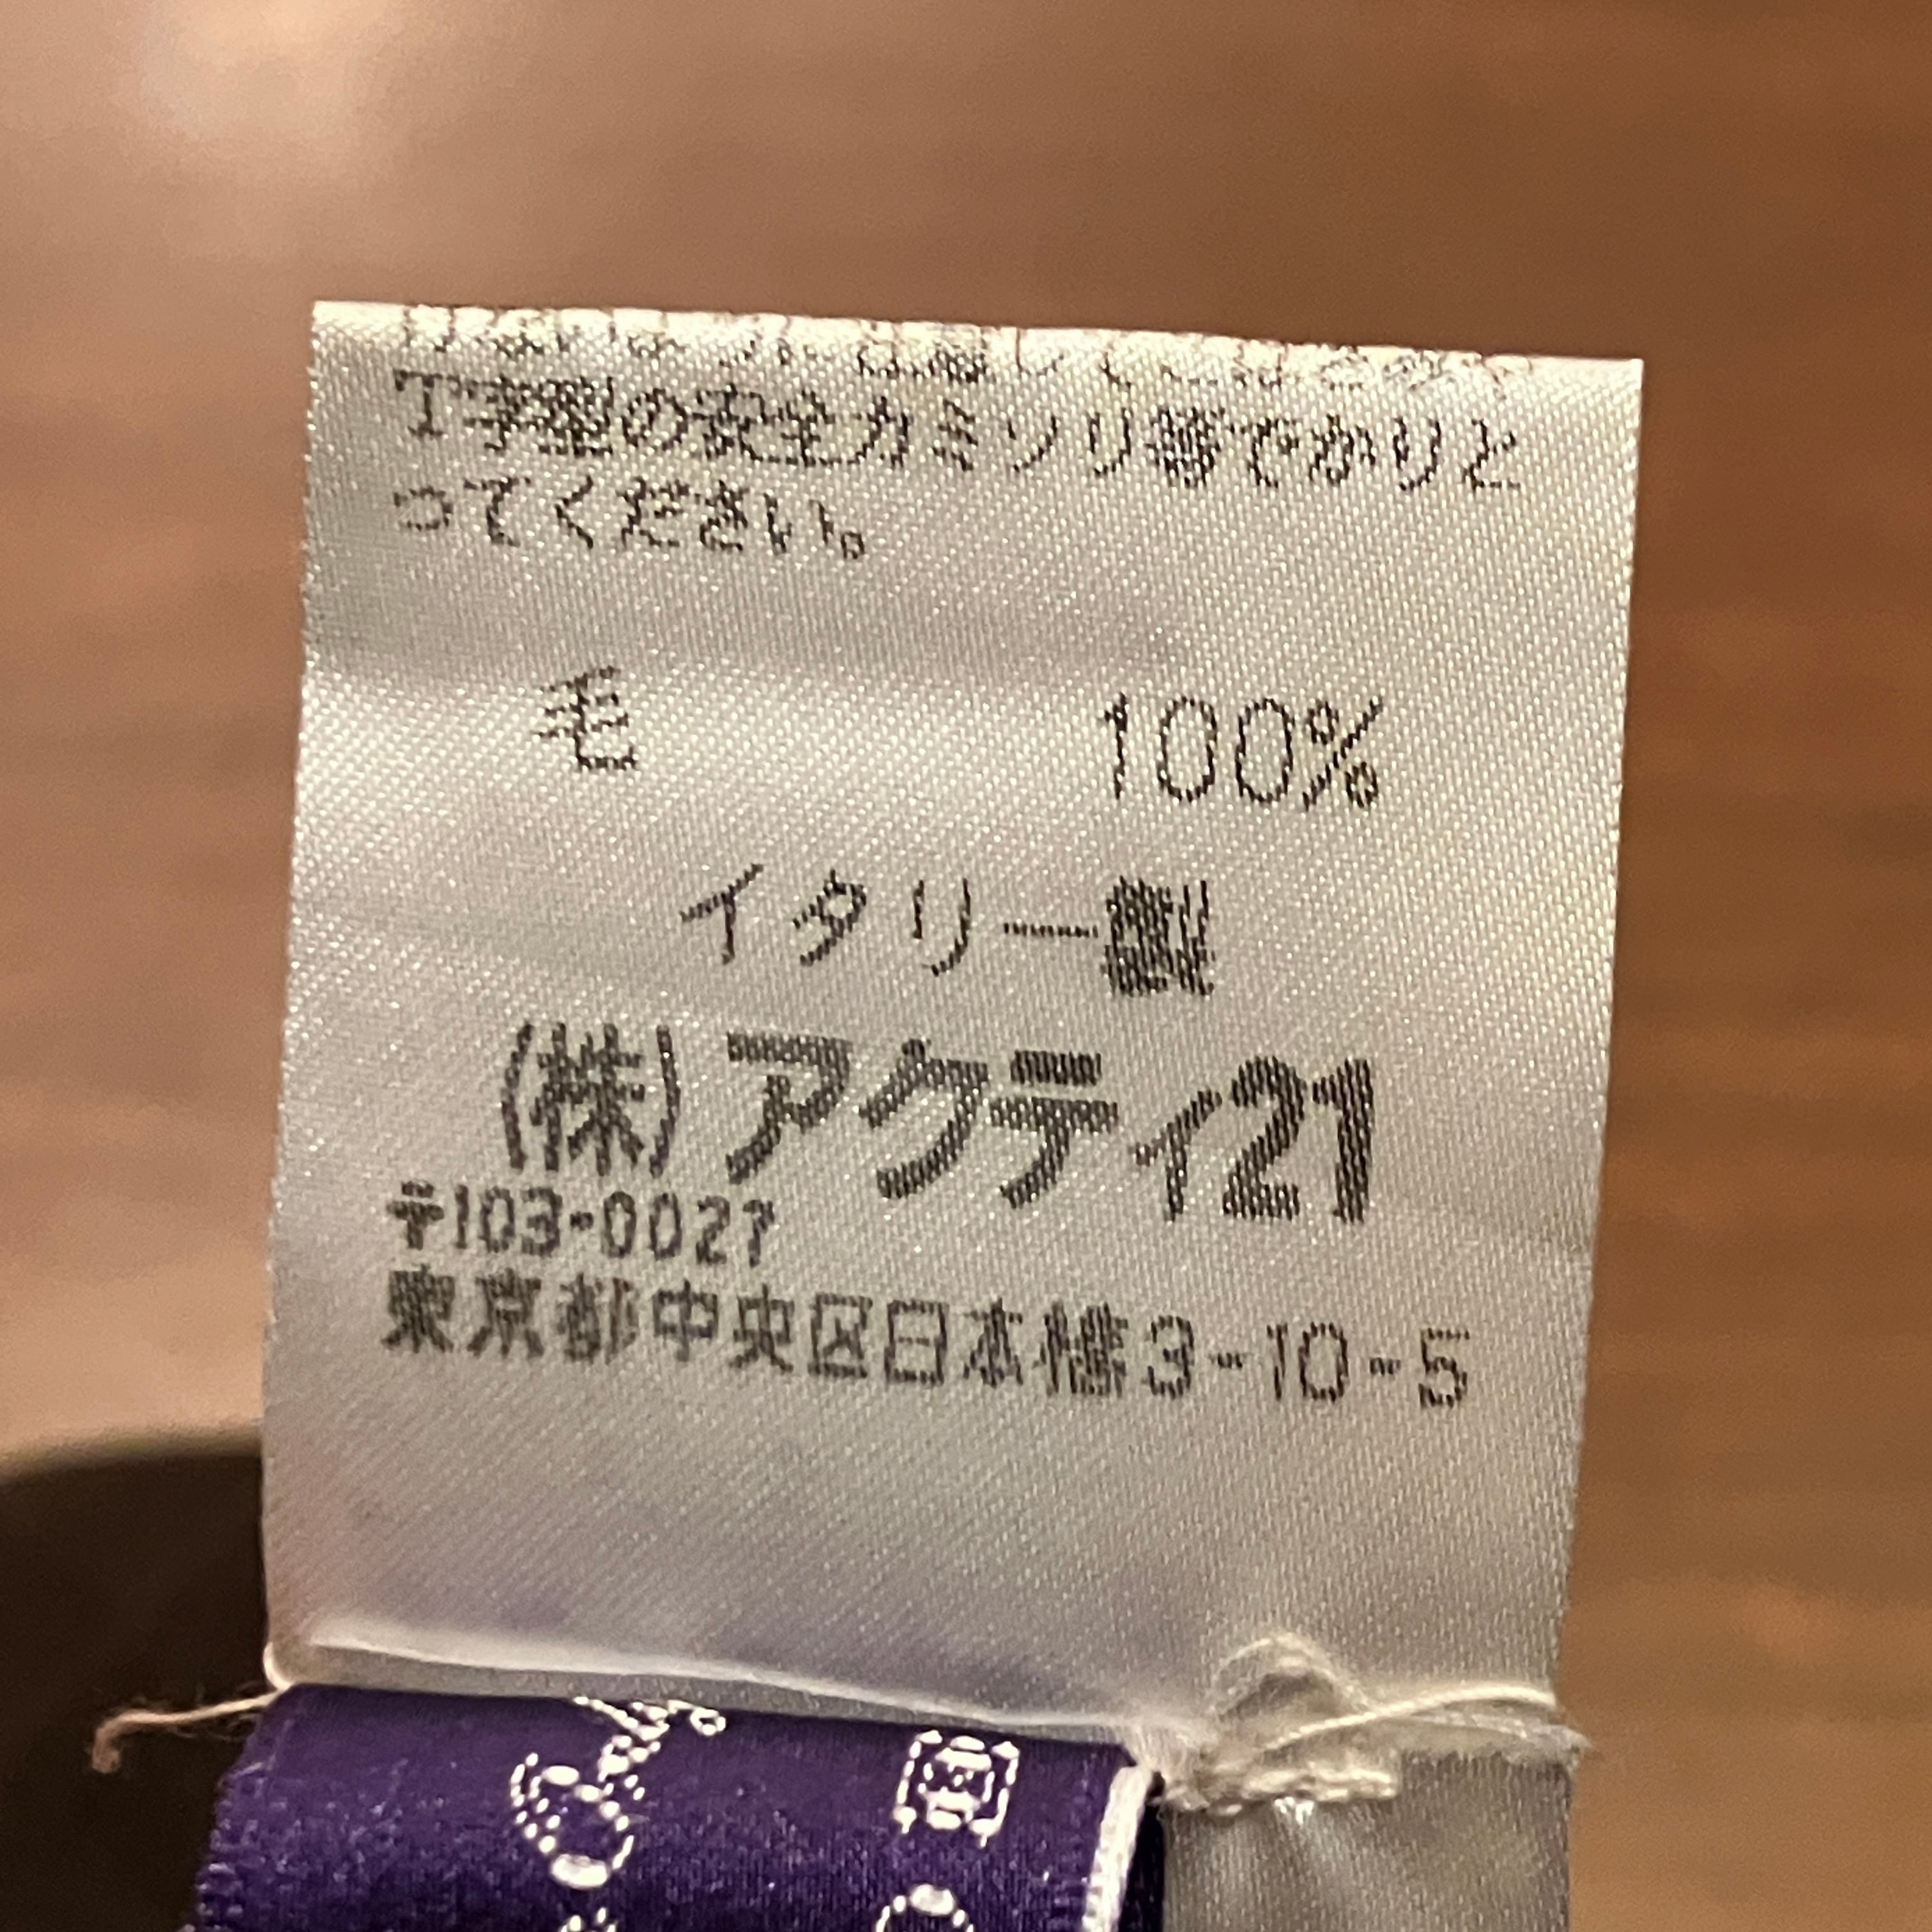 T字型の安全カミソリ等でかりと
ってください。
毛 100%
イタリー製
(株)アクティ21
〒103-0027
東京都中央区日本橋3-10-5